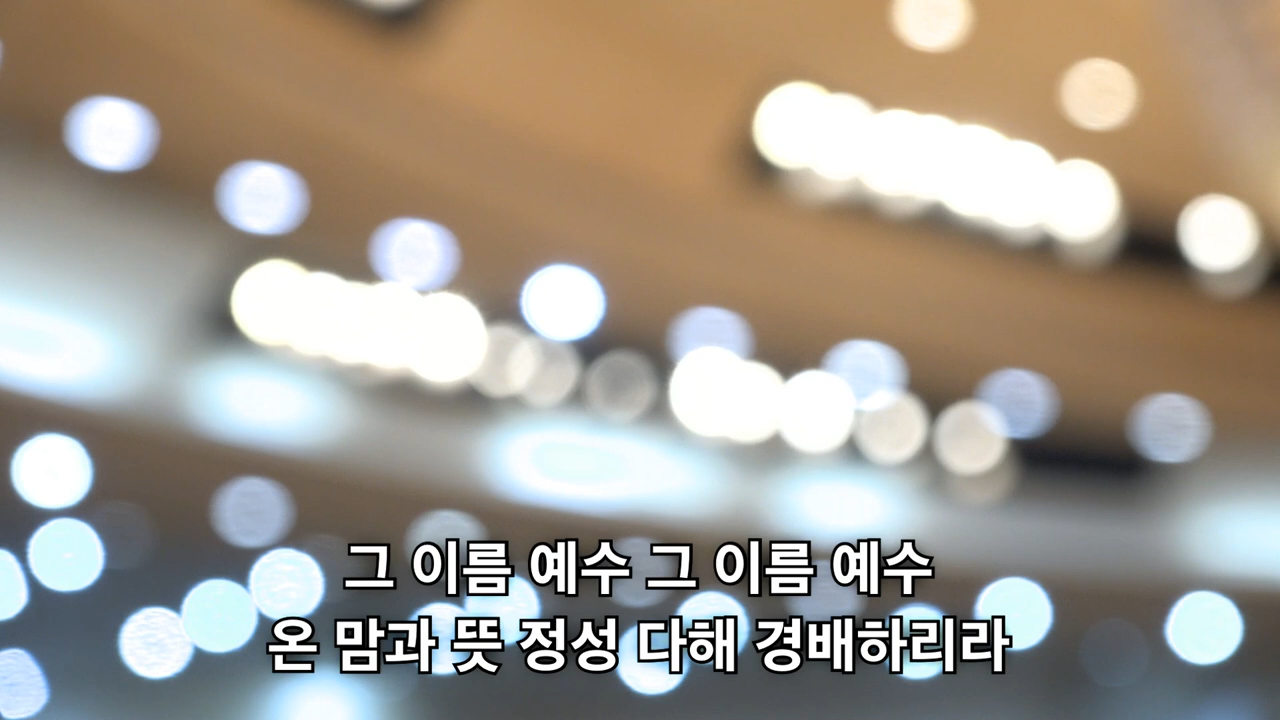 그 이름 예수 그 이름 예수
온 맘과 뜻 정성 다해 경배하리라